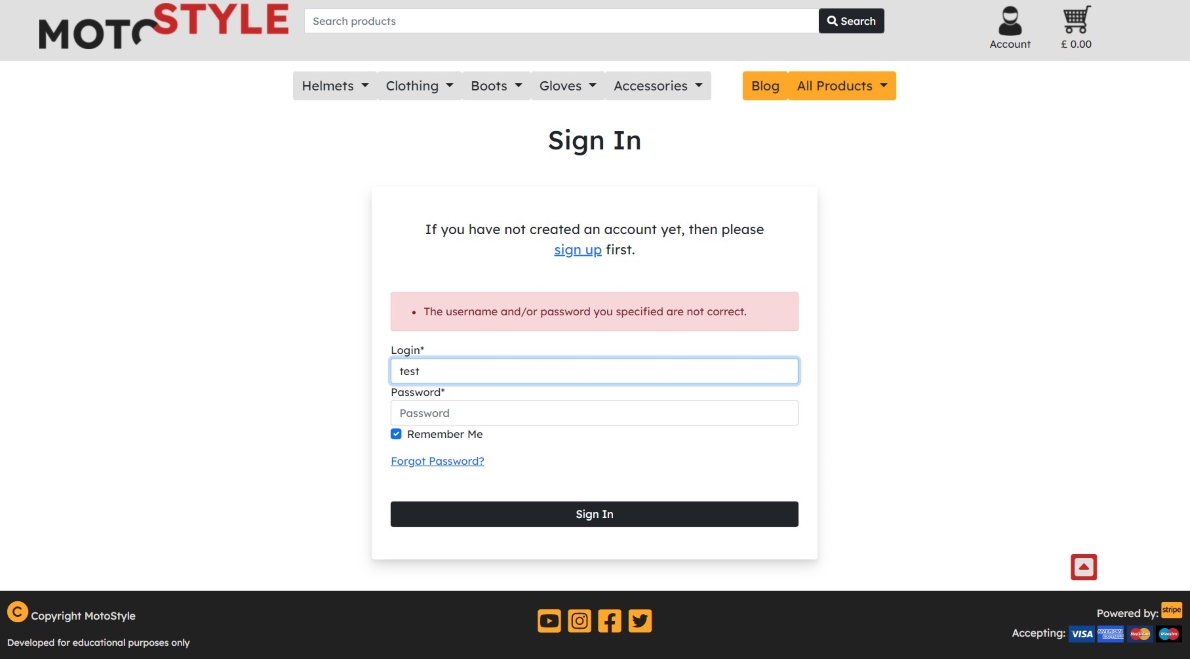 MOTOSTYLE
Search products
Search
Account
£ 0.00
Helmets
Clothing
Boots
Gloves
Accessories
Blog
All Products
Sign In
If you have not created an account yet, then please
sign up first.
The username and/or password you specified are not correct.
Login*
test
Password*
Password
Remember Me
Forgot Password?
Sign In
C Copyright MotoStyle
Developed for educational purposes only
Powered by: stripe
Accepting: VISA